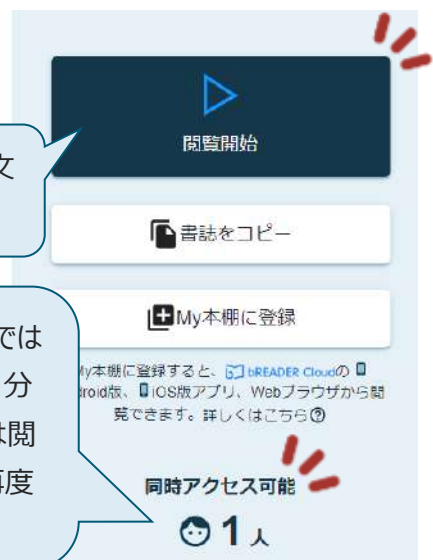 閲覧開始
文
書誌をコピー
My本棚に登録
では
分
は閲
再度
My本棚に登録すると、bREADER Cloudの
droid版、iOS版アプリ、Webブラウザから閲
覧できます。詳しくはこちら?
同時アクセス可能
1人